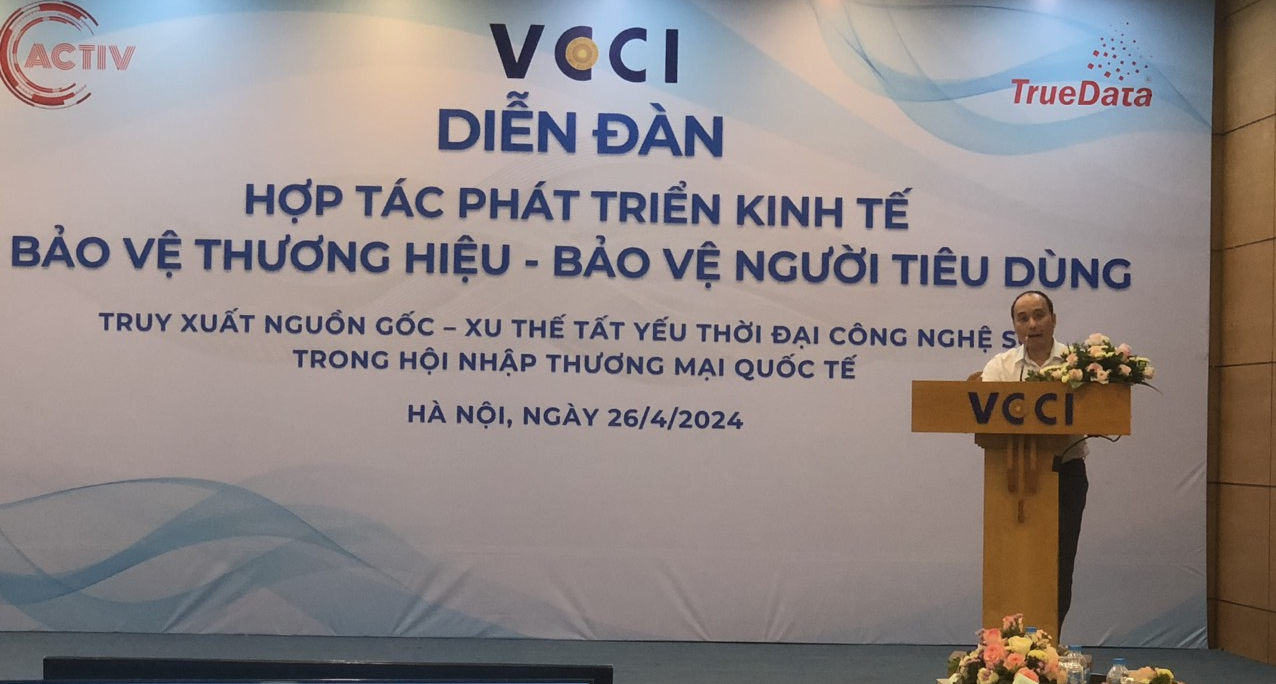 ACTIV
VCCI
TrueData
DIỄN ĐÀN
HỢP TÁC PHÁT TRIỂN KINH TẾ
BẢO VỆ THƯƠNG HIỆU - BẢO VỆ NGƯỜI TIÊU DÙNG
TRUY XUẤT NGUỒN GỐC – XU THẾ TẤT YẾU THỜI ĐẠI CÔNG NGHỆ
TRONG HỘI NHẬP THƯƠNG MẠI QUỐC TẾ
HÀ NỘI, NGÀY 26/4/2024
VCCI